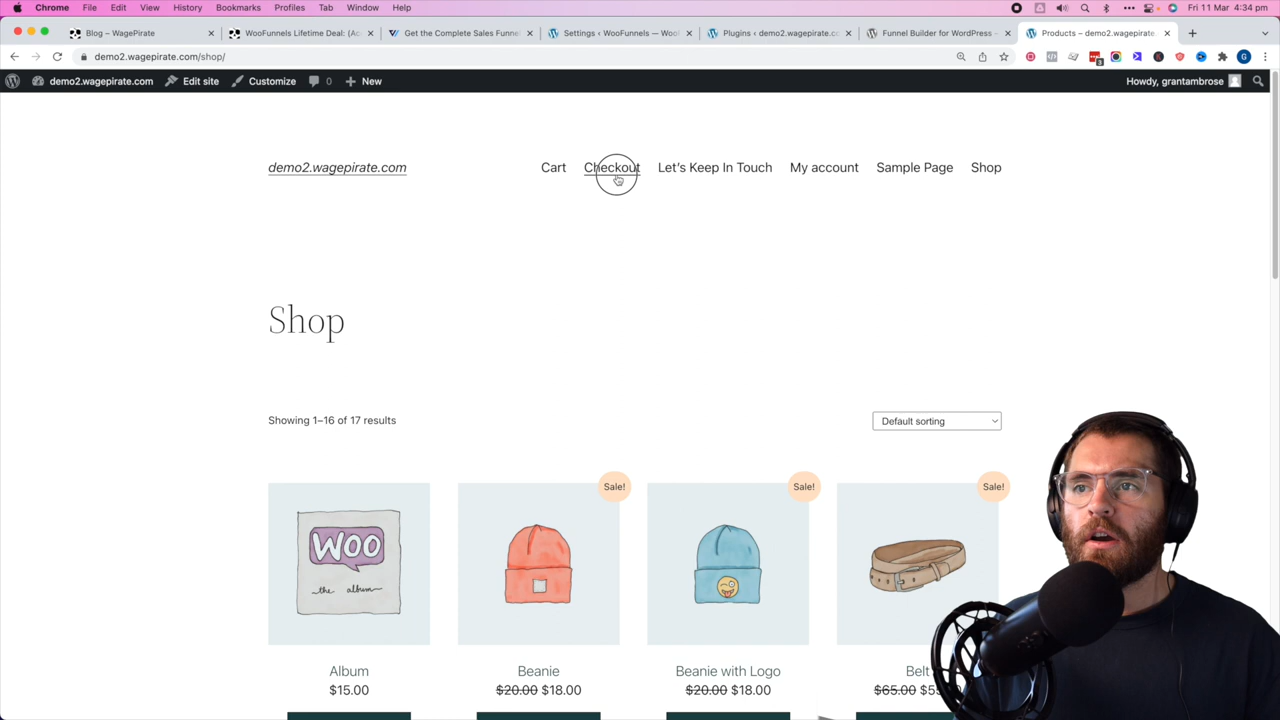 Chrome File Edit View History Bookmarks Profiles Tab Window Help Fri 11 Mar 4:34 pm
Blog – WagePirate
WooFunnels Lifetime Deal: (Ac
Get the Complete Sales Funnel
Settings ‹ WooFunnels — Wool
Plugins ‹ demo2.wagepirate.co
Funnel Builder for WordPress –
Products – demo2.wagepirate.
demo2.wagepirate.com/shop/
3
G
demo2.wagepirate.com Edit site Customize 0 New Howdy, grantambrose
demo2.wagepirate.com Cart Checkout Let's Keep In Touch My account Sample Page Shop
Shop
Showing 1–16 of 17 results Default sorting
Sale! Sale! Sale!
WOO
the album
Album Beanie Beanie with Logo Belt
$15.00 $20.00 $18.00 $20.00 $18.00 $65.00